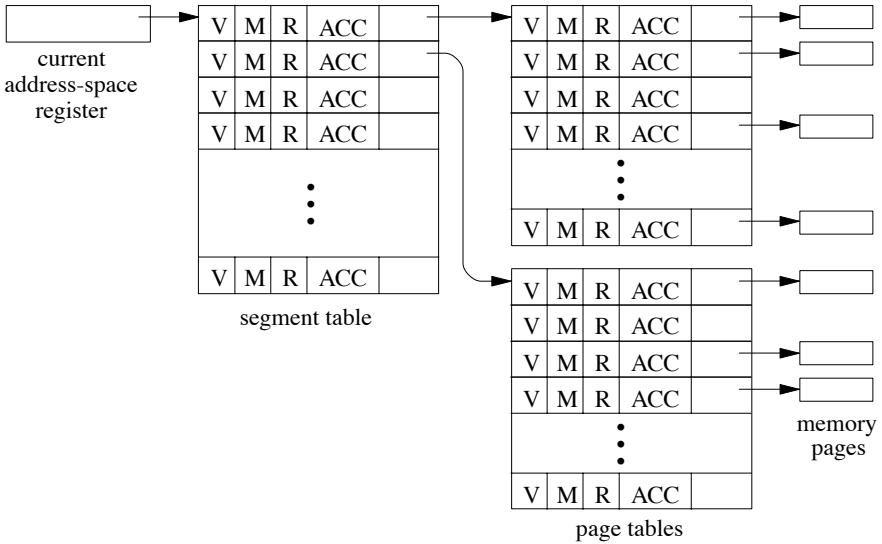 current
address-space
register
V M R ACC
V M R ACC
V M R ACC
V M R ACC
V M R ACC
segment table
V M R ACC
V M R ACC
V M R ACC
V M R ACC
V M R ACC
V M R ACC
V M R ACC
V M R ACC
V M R ACC
V M R ACC
page tables
memory
pages